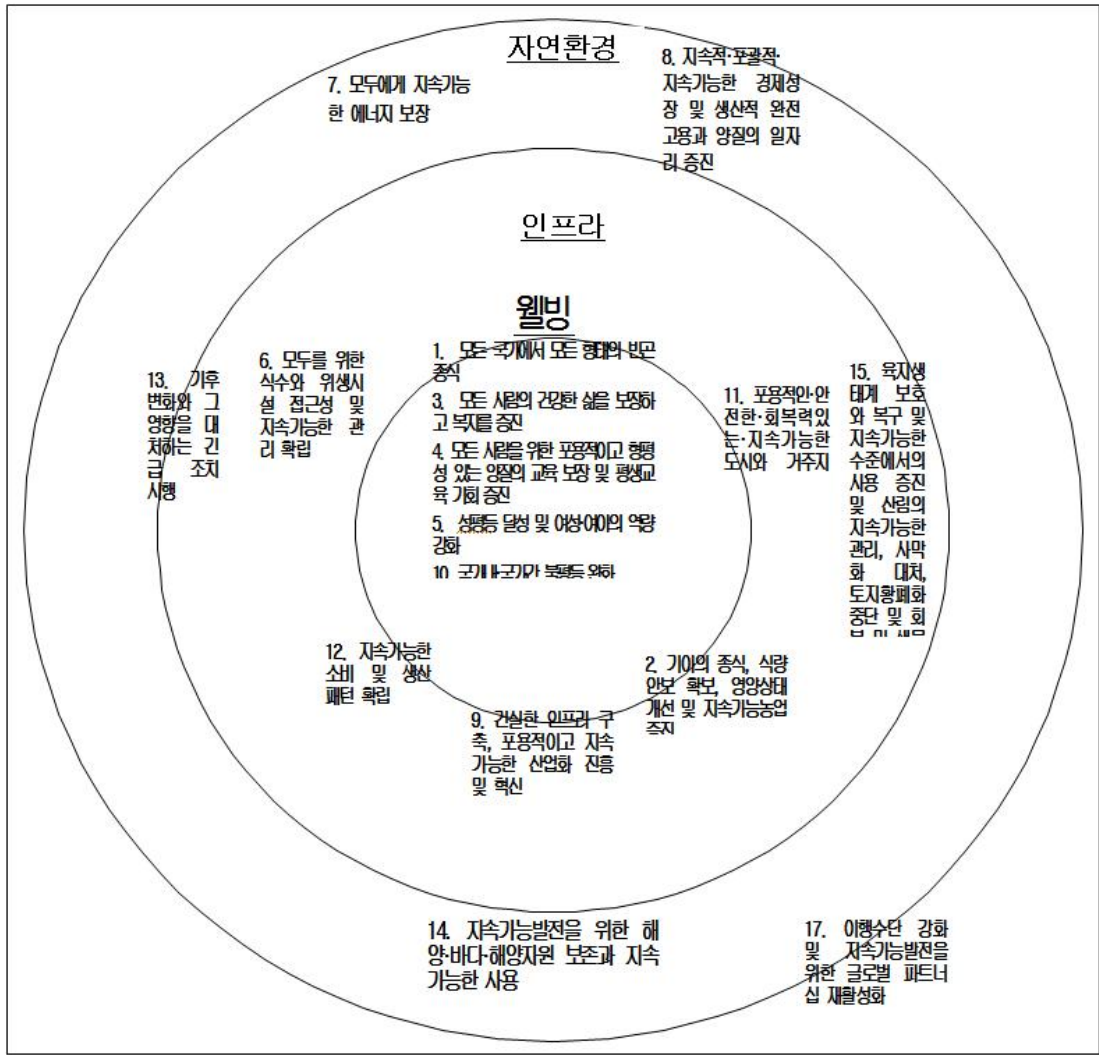 자연환경
7. 모두에게 지속가능
한 에너지 보장
8. 지속적·포괄적·
지속가능한 경제성
장 및 생산적 완전
고용과 양질의 일자
리 증진
인프라
웰빙
1. 모든 국가에서 모든 형태의 빈곤
종식
3. 모든 사람의 건강한 삶을 보장하
고 복지를 증진
4. 모든 사람을 위한 포용적이고 형평
성 있는 양질의 교육 보장 및 평생교
육 기회 증진
5. 성평등 달성 및 여성·여아의 역량
강화
10. 국가내·국가간 불평등 완화
13. 기후
변화와 그
영향을 대
처하는 긴
급 조치
시행
6. 모두를 위한
식수와 위생시
설 접근성 및
지속가능한 관
리 확립
11. 포용적인·안
전한·회복력있
는·지속가능한
도시와 거주지
15. 육지생
태계 보호
와 복구 및
지속가능한
수준에서의
사용 증진
및 산림의
지속가능한
관리, 사막
화 대처,
토지황폐화
중단 및 회
12. 지속가능한
소비 및 생산
패턴 확립
2. 기아의 종식, 식량
안보 확보, 영양상태
개선 및 지속가능농업
증진
9. 건실한 인프라 구
축, 포용적이고 지속
가능한 산업화 진흥
및 혁신
14. 지속가능발전을 위한 해
양·바다·해양자원 보존과 지속
가능한 사용
17. 이행수단 강화
및 지속가능발전을
위한 글로벌 파트너
십 재활성화